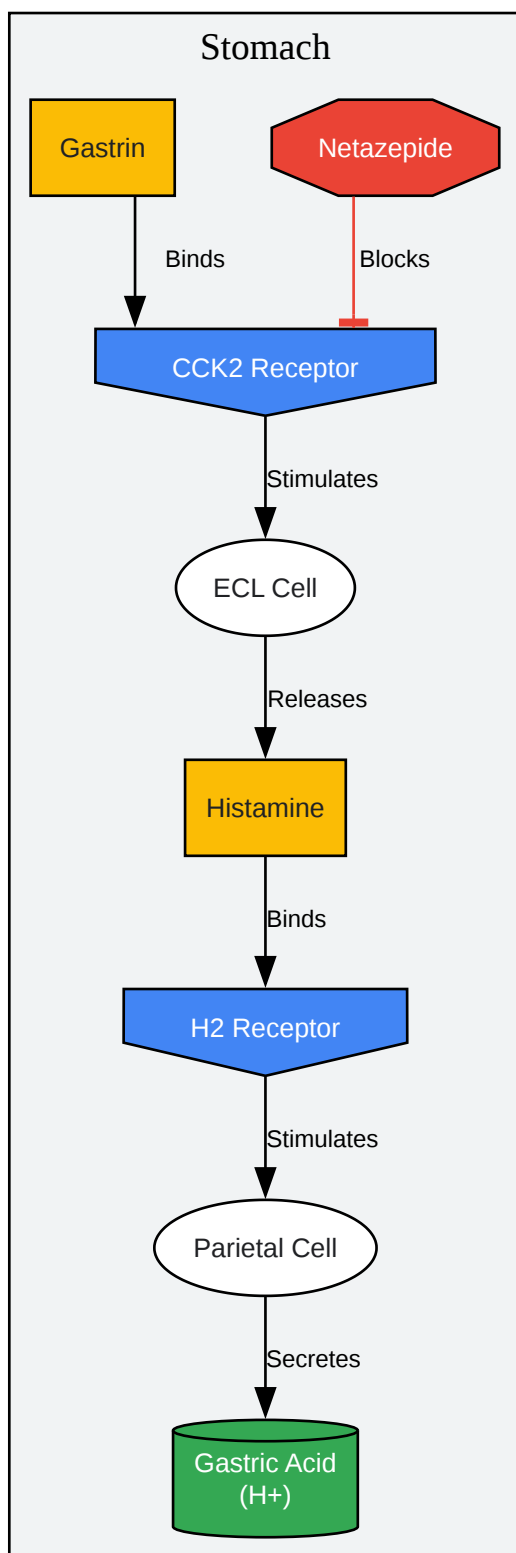 Stomach
Gastrin
Netazepide
Binds
Blocks
CCK2 Receptor
Stimulates
ECL Cell
Releases
Histamine
Binds
H2 Receptor
Stimulates
Parietal Cell
Secretes
Gastric Acid
(H+)